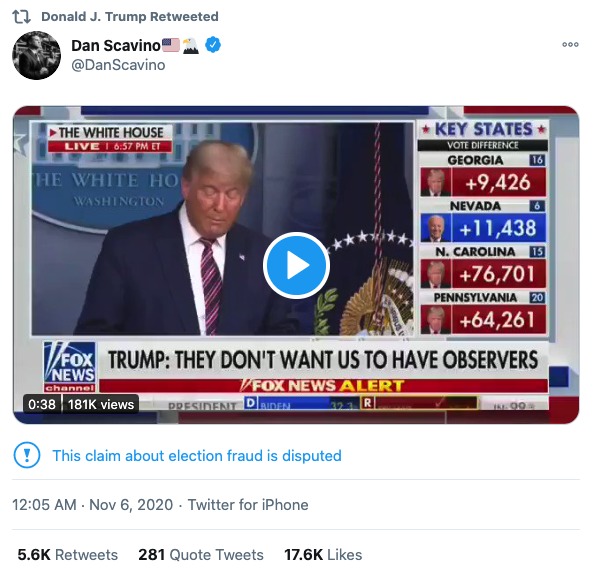 Donald J. Trump Retweeted
Dan Scavino
@DanScavino
THE WHITE HOUSE
LIVE | 6:57 PM ET
THE WHITE HO
WASHINGTON
KEY STATES
VOTE DIFFERENCE
GEORGIA 16
+9,426
NEVADA 6
+11,438
N. CAROLINA 15
+76,701
PENNSYLVANIA 20
+64,261
FOX
NEWS
channel
TRUMP: THEY DON'T WANT US TO HAVE OBSERVERS
FOX NEWS ALERT
0:38 181K views
PRESIDENT D BIDEN R
This claim about election fraud is disputed
12:05 AM · Nov 6, 2020 · Twitter for iPhone
5.6K Retweets 281 Quote Tweets 17.6K Likes